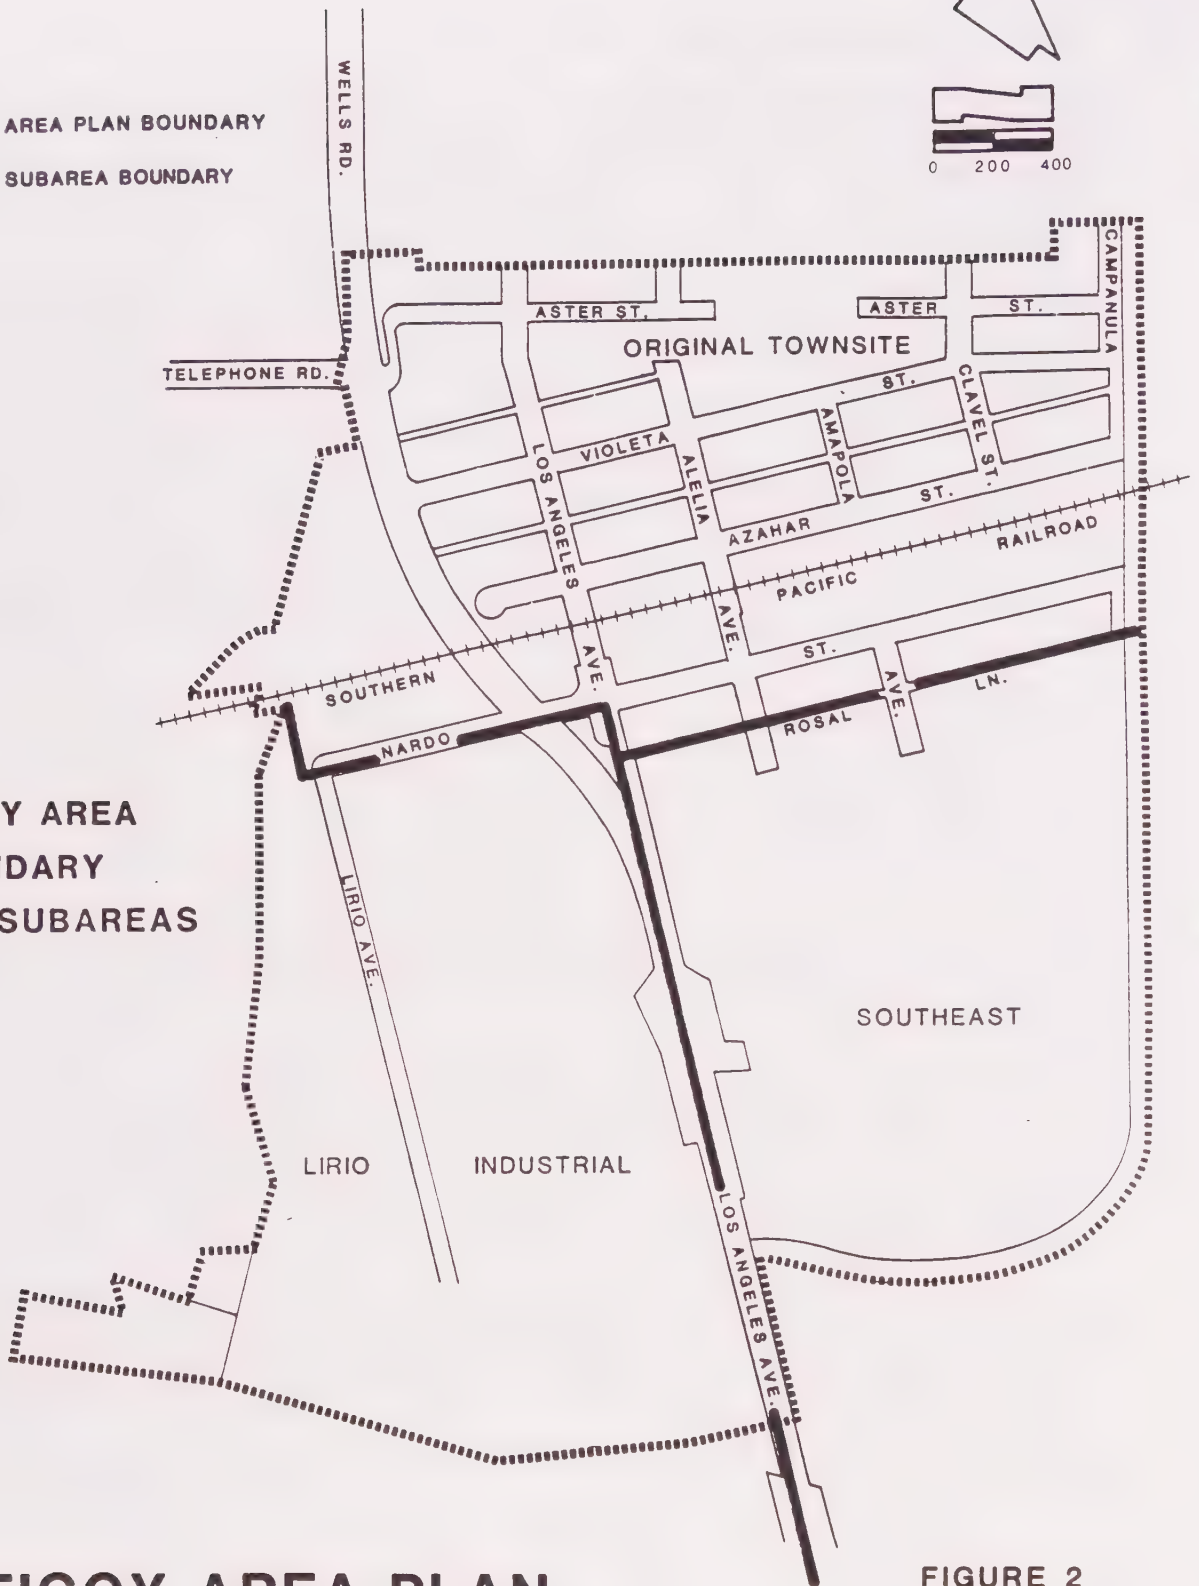 WELLS RD.
AREA PLAN BOUNDARY
SUBAREA BOUNDARY
0 200 400
CAMPANULA
ASTER ST.
ASTER ST.
ORIGINAL TOWNSITE
TELEPHONE RD.
VIOLETA ST.
CLAVEL ST.
AMAPOLA
LOS ANGELES AVE.
ALELIA AVE.
AZAHAR ST.
SOUTHERN PACIFIC RAILROAD
NARDO ST.
AVE.
ROSAL LN.
Y AREA
DARY
SUBAREAS
LIRIO AVE.
SOUTHEAST
LIRIO INDUSTRIAL
LOS ANGELES AVE.
AREA PLAN
FIGURE 2